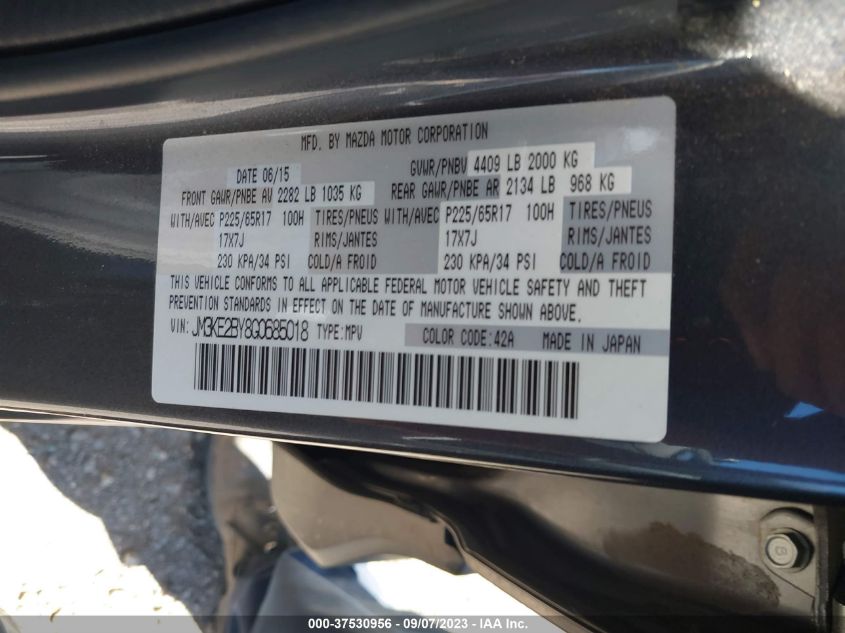 MFD. BY MAZDA MOTOR CORPORATION
DATE 06/15 GVWR/PNBV 4409 LB 2000 KG
FRONT GAWR/PNBE AV 2282 LB 1035 KG REAR GAWR/PNBE AR 2134 LB 968 KG
WITH/AVEC P225/65R17 100H TIRES/PNEUS WITH/AVEC P225/65R17 100H TIRES/PNEUS
17X7J RIMS/JANTES 17X7J RIMS/JANTES
230 KPA/34 PSI COLD/A FROID 230 KPA/34 PSI COLD/A FROID
THIS VEHICLE CONFORMS TO ALL APPLICABLE FEDERAL MOTOR VEHICLE SAFETY AND THEFT
PREVENTION STANDARDS IN EFFECT ON THE DATE OF MANUFACTURE SHOWN ABOVE.
VIN: JM3KE2BY8G0585018 TYPE:MPV COLOR CODE:42A MADE IN JAPAN
8
000-37530956 - 09/07/2023 - IAA Inc.